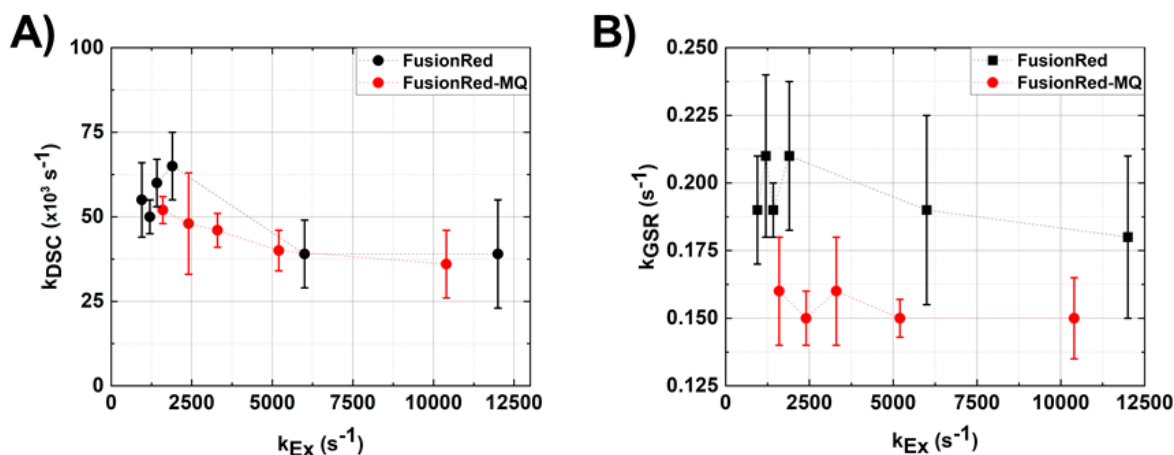 A)
100
75
50
25
0
kDSC (x10³ s⁻¹)
FusionRed
FusionRed-MQ
0 2500 5000 7500 10000 12500
kEx (s⁻¹)
B)
0.250
0.225
0.200
0.175
0.150
0.125
kGSR (s⁻¹)
FusionRed
FusionRed-MQ
0 2500 5000 7500 10000 12500
kEx (s⁻¹)